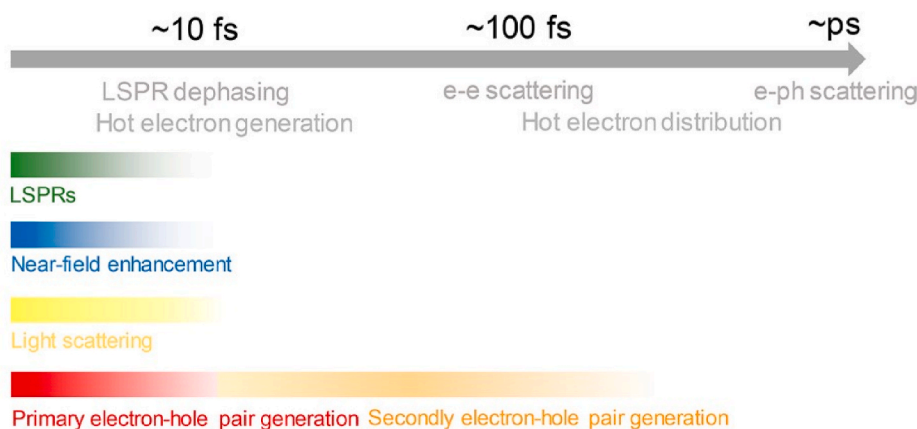 ~10 fs ~100 fs ~ps
LSPR dephasing e-e scattering e-ph scattering
Hot electron generation Hot electron distribution
LSPRs
Near-field enhancement
Light scattering
Primary electron-hole pair generation Secondly electron-hole pair generation